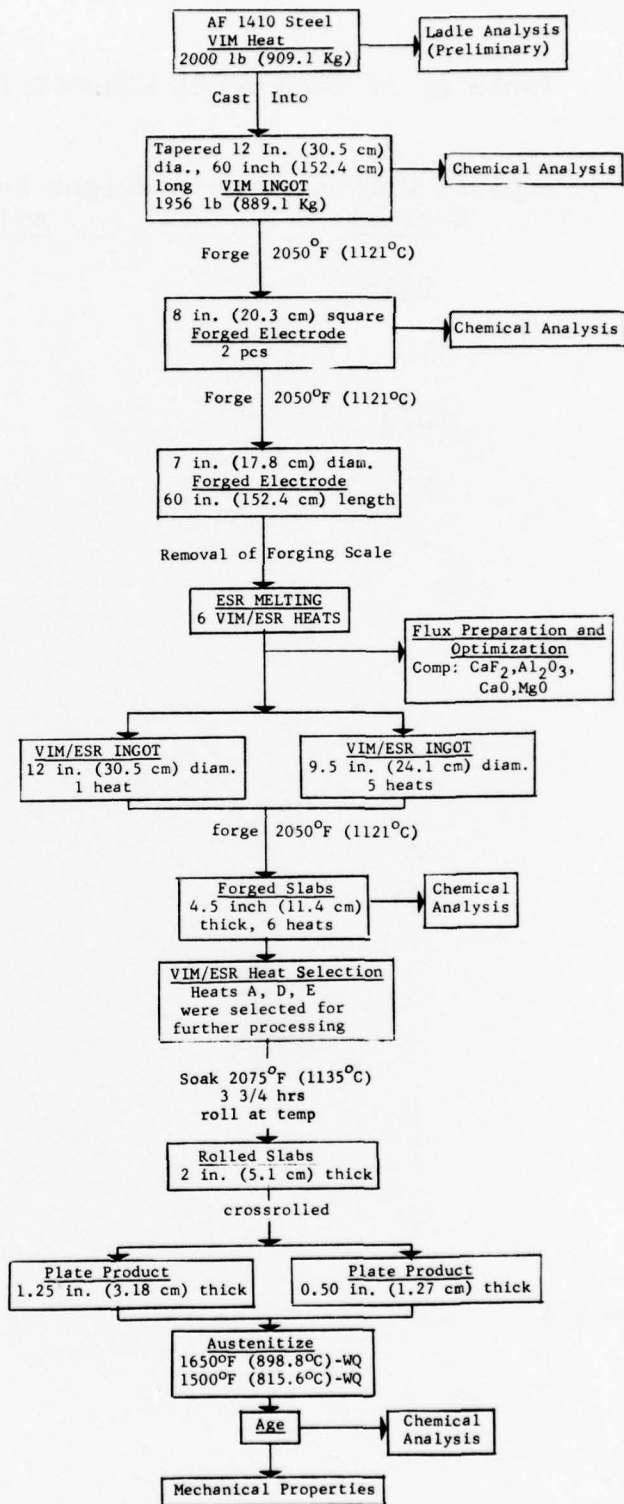 AF 1410 Steel
VIM Heat
2000 lb (909.1 Kg)
Ladle Analysis
(Preliminary)
Cast Into
Tapered 12 In. (30.5 cm)
dia., 60 inch (152.4 cm)
long VIM INGOT
1956 lb (889.1 Kg)
Chemical Analysis
Forge 2050°F (1121°C)
8 in. (20.3 cm) square
Forged Electrode
2 pcs
Chemical Analysis
Forge 2050°F (1121°C)
7 in. (17.8 cm) diam.
Forged Electrode
60 in. (152.4 cm) length
Removal of Forging Scale
ESR MELTING
6 VIM/ESR HEATS
Flux Preparation and
Optimization
Comp: CaF₂,Al₂O₃,
CaO,MgO
VIM/ESR INGOT
12 in. (30.5 cm) diam.
1 heat
VIM/ESR INGOT
9.5 in. (24.1 cm) diam.
5 heats
forge 2050°F (1121°C)
Forged Slabs
4.5 inch (11.4 cm)
thick, 6 heats
Chemical
Analysis
VIM/ESR Heat Selection
Heats A, D, E
were selected for
further processing
Soak 2075°F (1135°C)
3 3/4 hrs
roll at temp
Rolled Slabs
2 in. (5.1 cm) thick
crossrolled
Plate Product
1.25 in. (3.18 cm) thick
Plate Product
0.50 in. (1.27 cm) thick
Austenitize
1650°F (898.8°C)-WQ
1500°F (815.6°C)-WQ
Age
Chemical
Analysis
Mechanical Properties